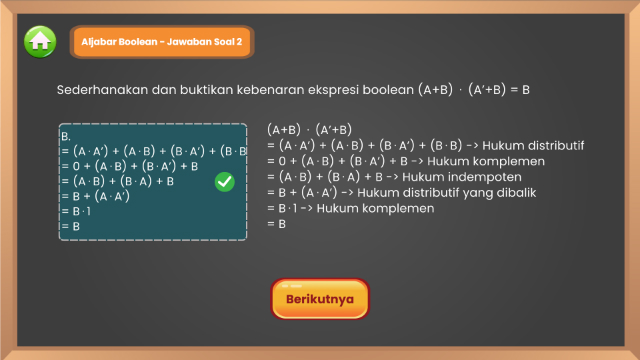 Aljabar Boolean - Jawaban Soal 2
Sederhanakan dan buktikan kebenaran ekspresi boolean (A+B) · (A'+B) = B
B.
= (A·A') + (A·B) + (B·A') + (B·B
= 0 + (A·B) + (B·A') + B
= (A·B) + (B·A) + B
= B + (A·A')
= B·1
= B
(A+B) · (A'+B)
= (A·A') + (A·B) + (B·A') + (B·B) -> Hukum distributif
= 0 + (A·B) + (B·A') + B -> Hukum komplemen
= (A·B) + (B·A) + B -> Hukum indempoten
= B + (A·A') -> Hukum distributif yang dibalik
= B·1 -> Hukum komplemen
= B
Berikutnya